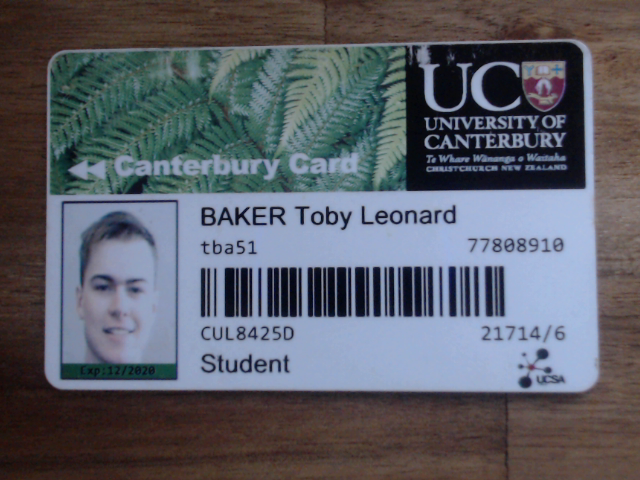 UC
UNIVERSITY OF
CANTERBURY
Te Whare Wānanga o Waitaha
CHRISTCHURCH NEW ZEALAND
Canterbury Card
BAKER Toby Leonard
tba51 77808910
CUL8425D 21714/6
Student
Exp:12/2020
UCSA